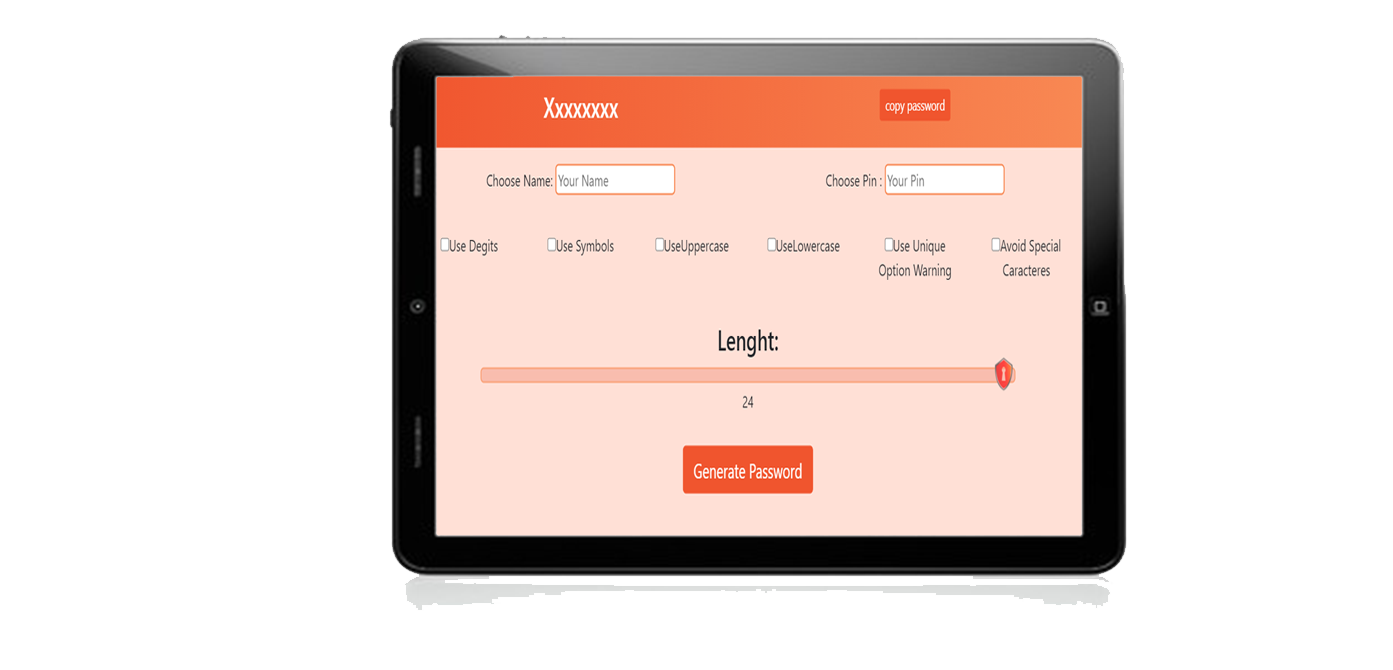 Xxxxxxxxx
copy password
Choose Name: Your Name
Choose Pin : Your Pin
Use Degits
Use Symbols
UseUppercase
UseLowercase
Use Unique
Option Warning
Avoid Special
Caracteres
Lenght:
24
Generate Password